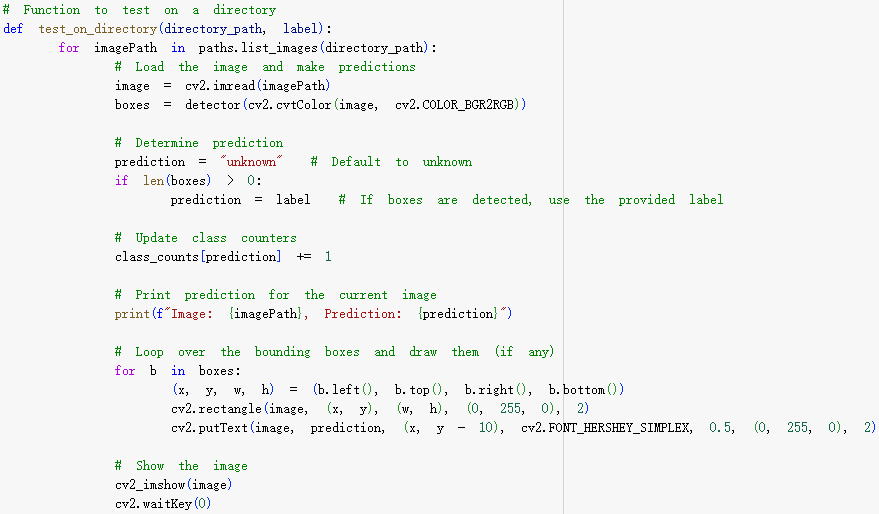 # Function to test on a directory
def test_on_directory(directory_path, label):
for imagePath in paths.list_images(directory_path):
# Load the image and make predictions
image = cv2.imread(imagePath)
boxes = detector(cv2.cvtColor(image, cv2.COLOR_BGR2RGB))
# Determine prediction
prediction = "unknown" # Default to unknown
if len(boxes) > 0:
prediction = label # If boxes are detected, use the provided label
# Update class counters
class_counts[prediction] += 1
# Print prediction for the current image
print(f"Image: {imagePath}, Prediction: {prediction}")
# Loop over the bounding boxes and draw them (if any)
for b in boxes:
(x, y, w, h) = (b.left(), b.top(), b.right(), b.bottom())
cv2.rectangle(image, (x, y), (w, h), (0, 255, 0), 2)
cv2.putText(image, prediction, (x, y - 10), cv2.FONT_HERSHEY_SIMPLEX, 0.5, (0, 255, 0), 2)
# Show the image
cv2_imshow(image)
cv2.waitKey(0)